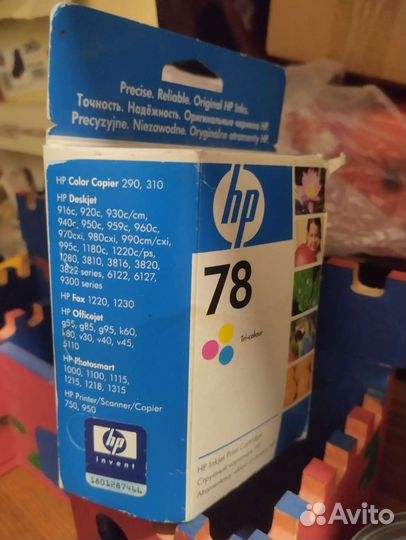 Precise. Reliable. Original HP Inks.
Точность. Надёжность. Оригинальные чернила HP
Precyzyjne. Niezawodne. Oryginalne atramenty HP
HP Color Copier 290, 310
HP Deskjet
916c, 920c, 930c/cm,
940c, 950c, 959c, 960c,
970cxi, 980cxi, 990cm/cxi,
995c, 1180c, 1220c/ps,
1280, 3810, 3816, 3820,
3822 series, 6122, 6127,
9300 series
HP Fax 1220, 1230
HP Officejet
g55, g85, g95, k60,
k80, v30, v40, v45,
5110
HP Photosmart
1000, 1100, 1115,
1215, 1218, 1315
HP Printer/Scanner/Copier
750, 950
hp
invent
1801287466
hp
78
Tri-colour
HP Inkjet Print Cartridge
Струйный картридж HP
Avito